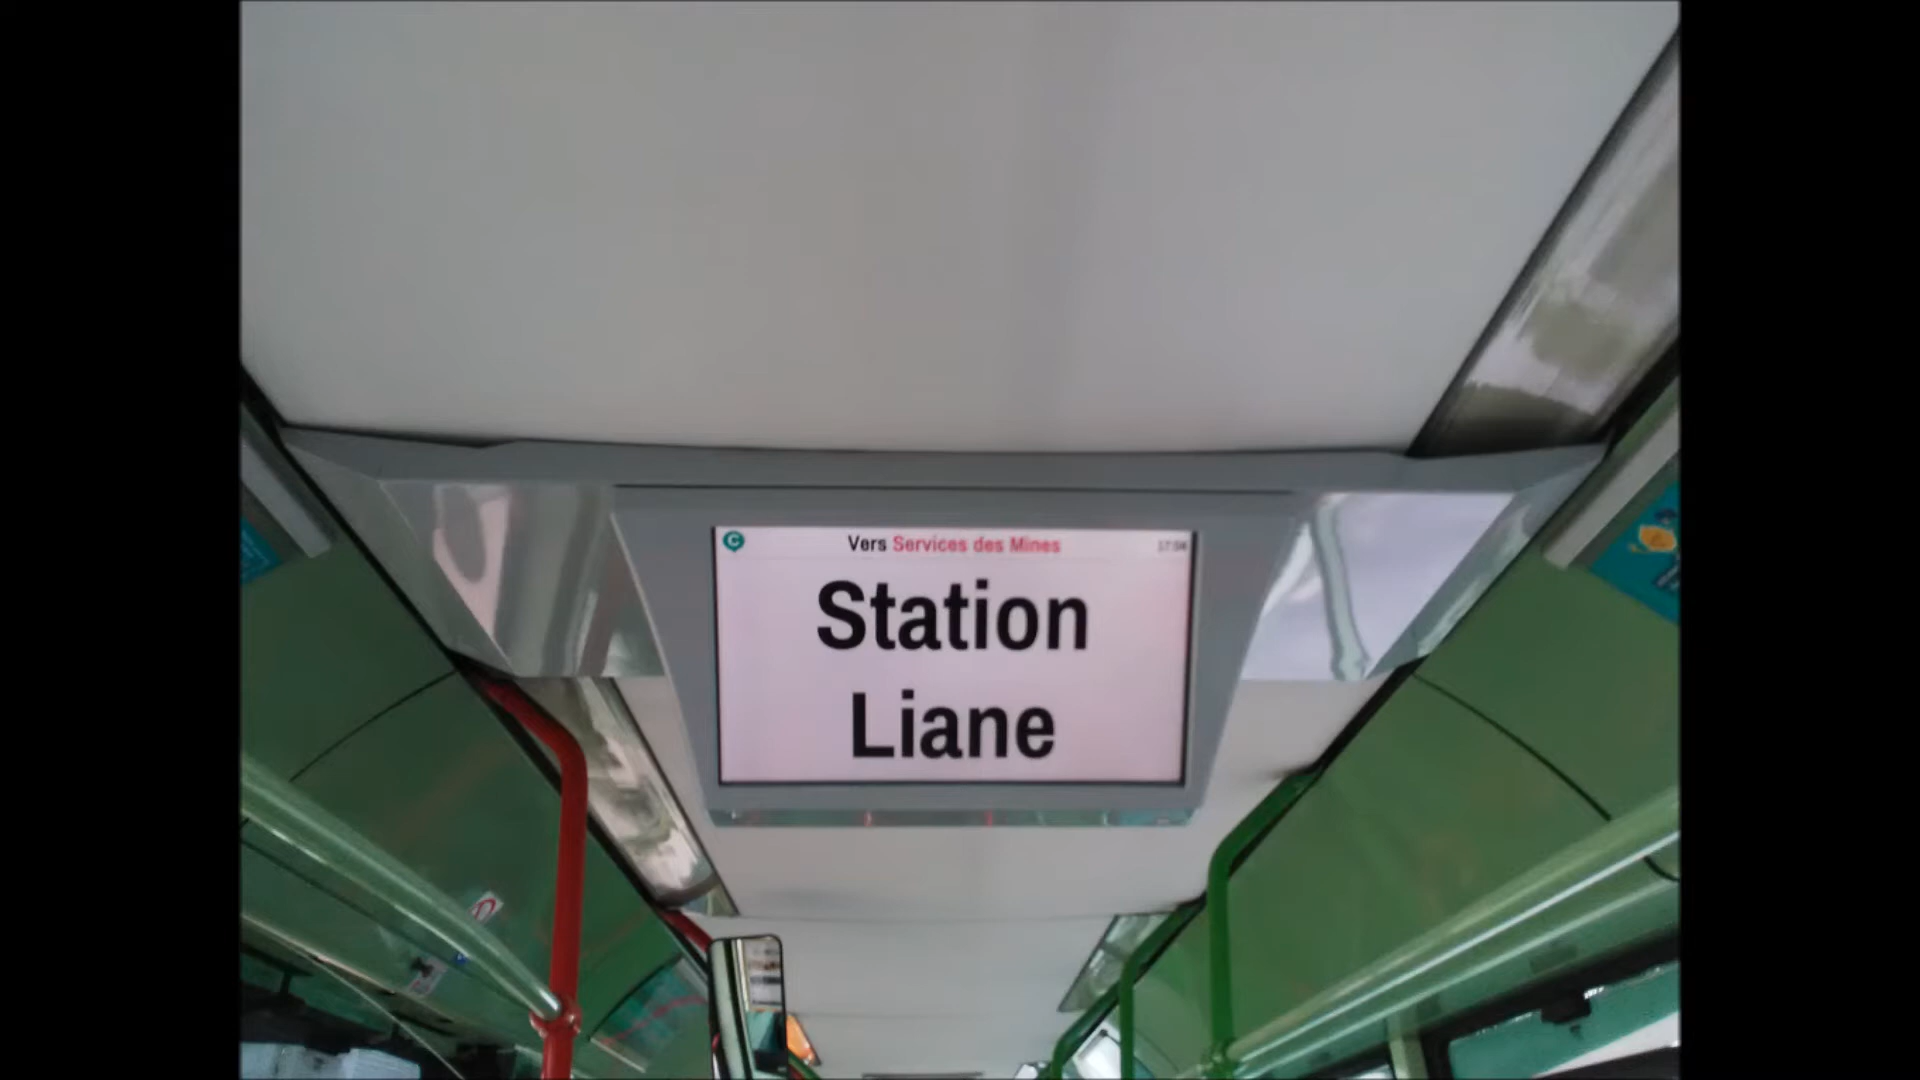 C
Vers Services des Mines
Station
Liane